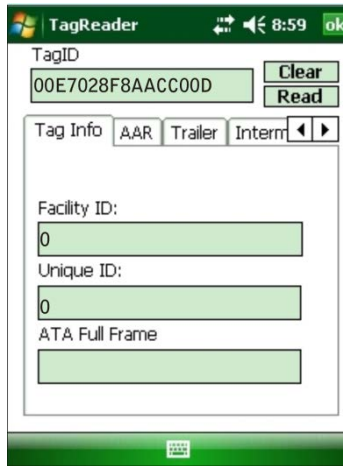 TagReader 8:59 ok
TagID
00E7028F8AACC00D
Clear
Read
Tag Info AAR Trailer Interm
Facility ID:
0
Unique ID:
0
ATA Full Frame